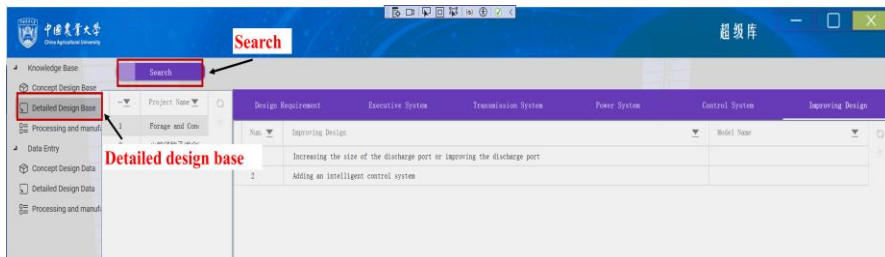 中国农业大学
China Agricultural University
超级库
Search
Knowledge Base
Search
Concept Design Base
Detailed Design Base
Project Name
Design Requirement
Executive System
Transmission System
Power System
Control System
Improving Design
Processing and manuf
1
Forage and Con
Num.
Improving Design
Model Name
Data Entry
Detailed design base
Increasing the size of the discharge port or improving the discharge port
Concept Design Data
2
Adding an intelligent control system
Detailed Design Data
Processing and manuf